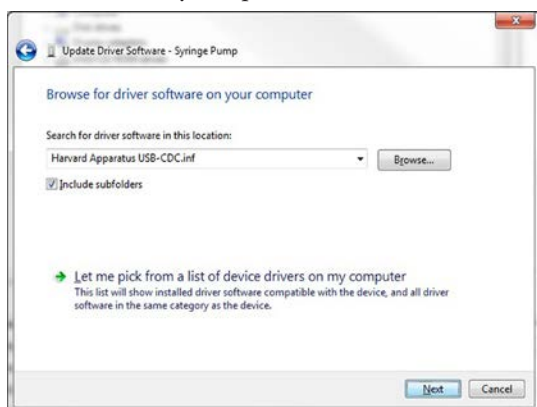 Update Driver Software - Syringe Pump
Browse for driver software on your computer
Search for driver software in this location:
Harvard Apparatus USB-CDC.inf
Browse...
Include subfolders
Let me pick from a list of device drivers on my computer
This list will show installed driver software compatible with the device, and all driver
software in the same category as the device.
Next
Cancel